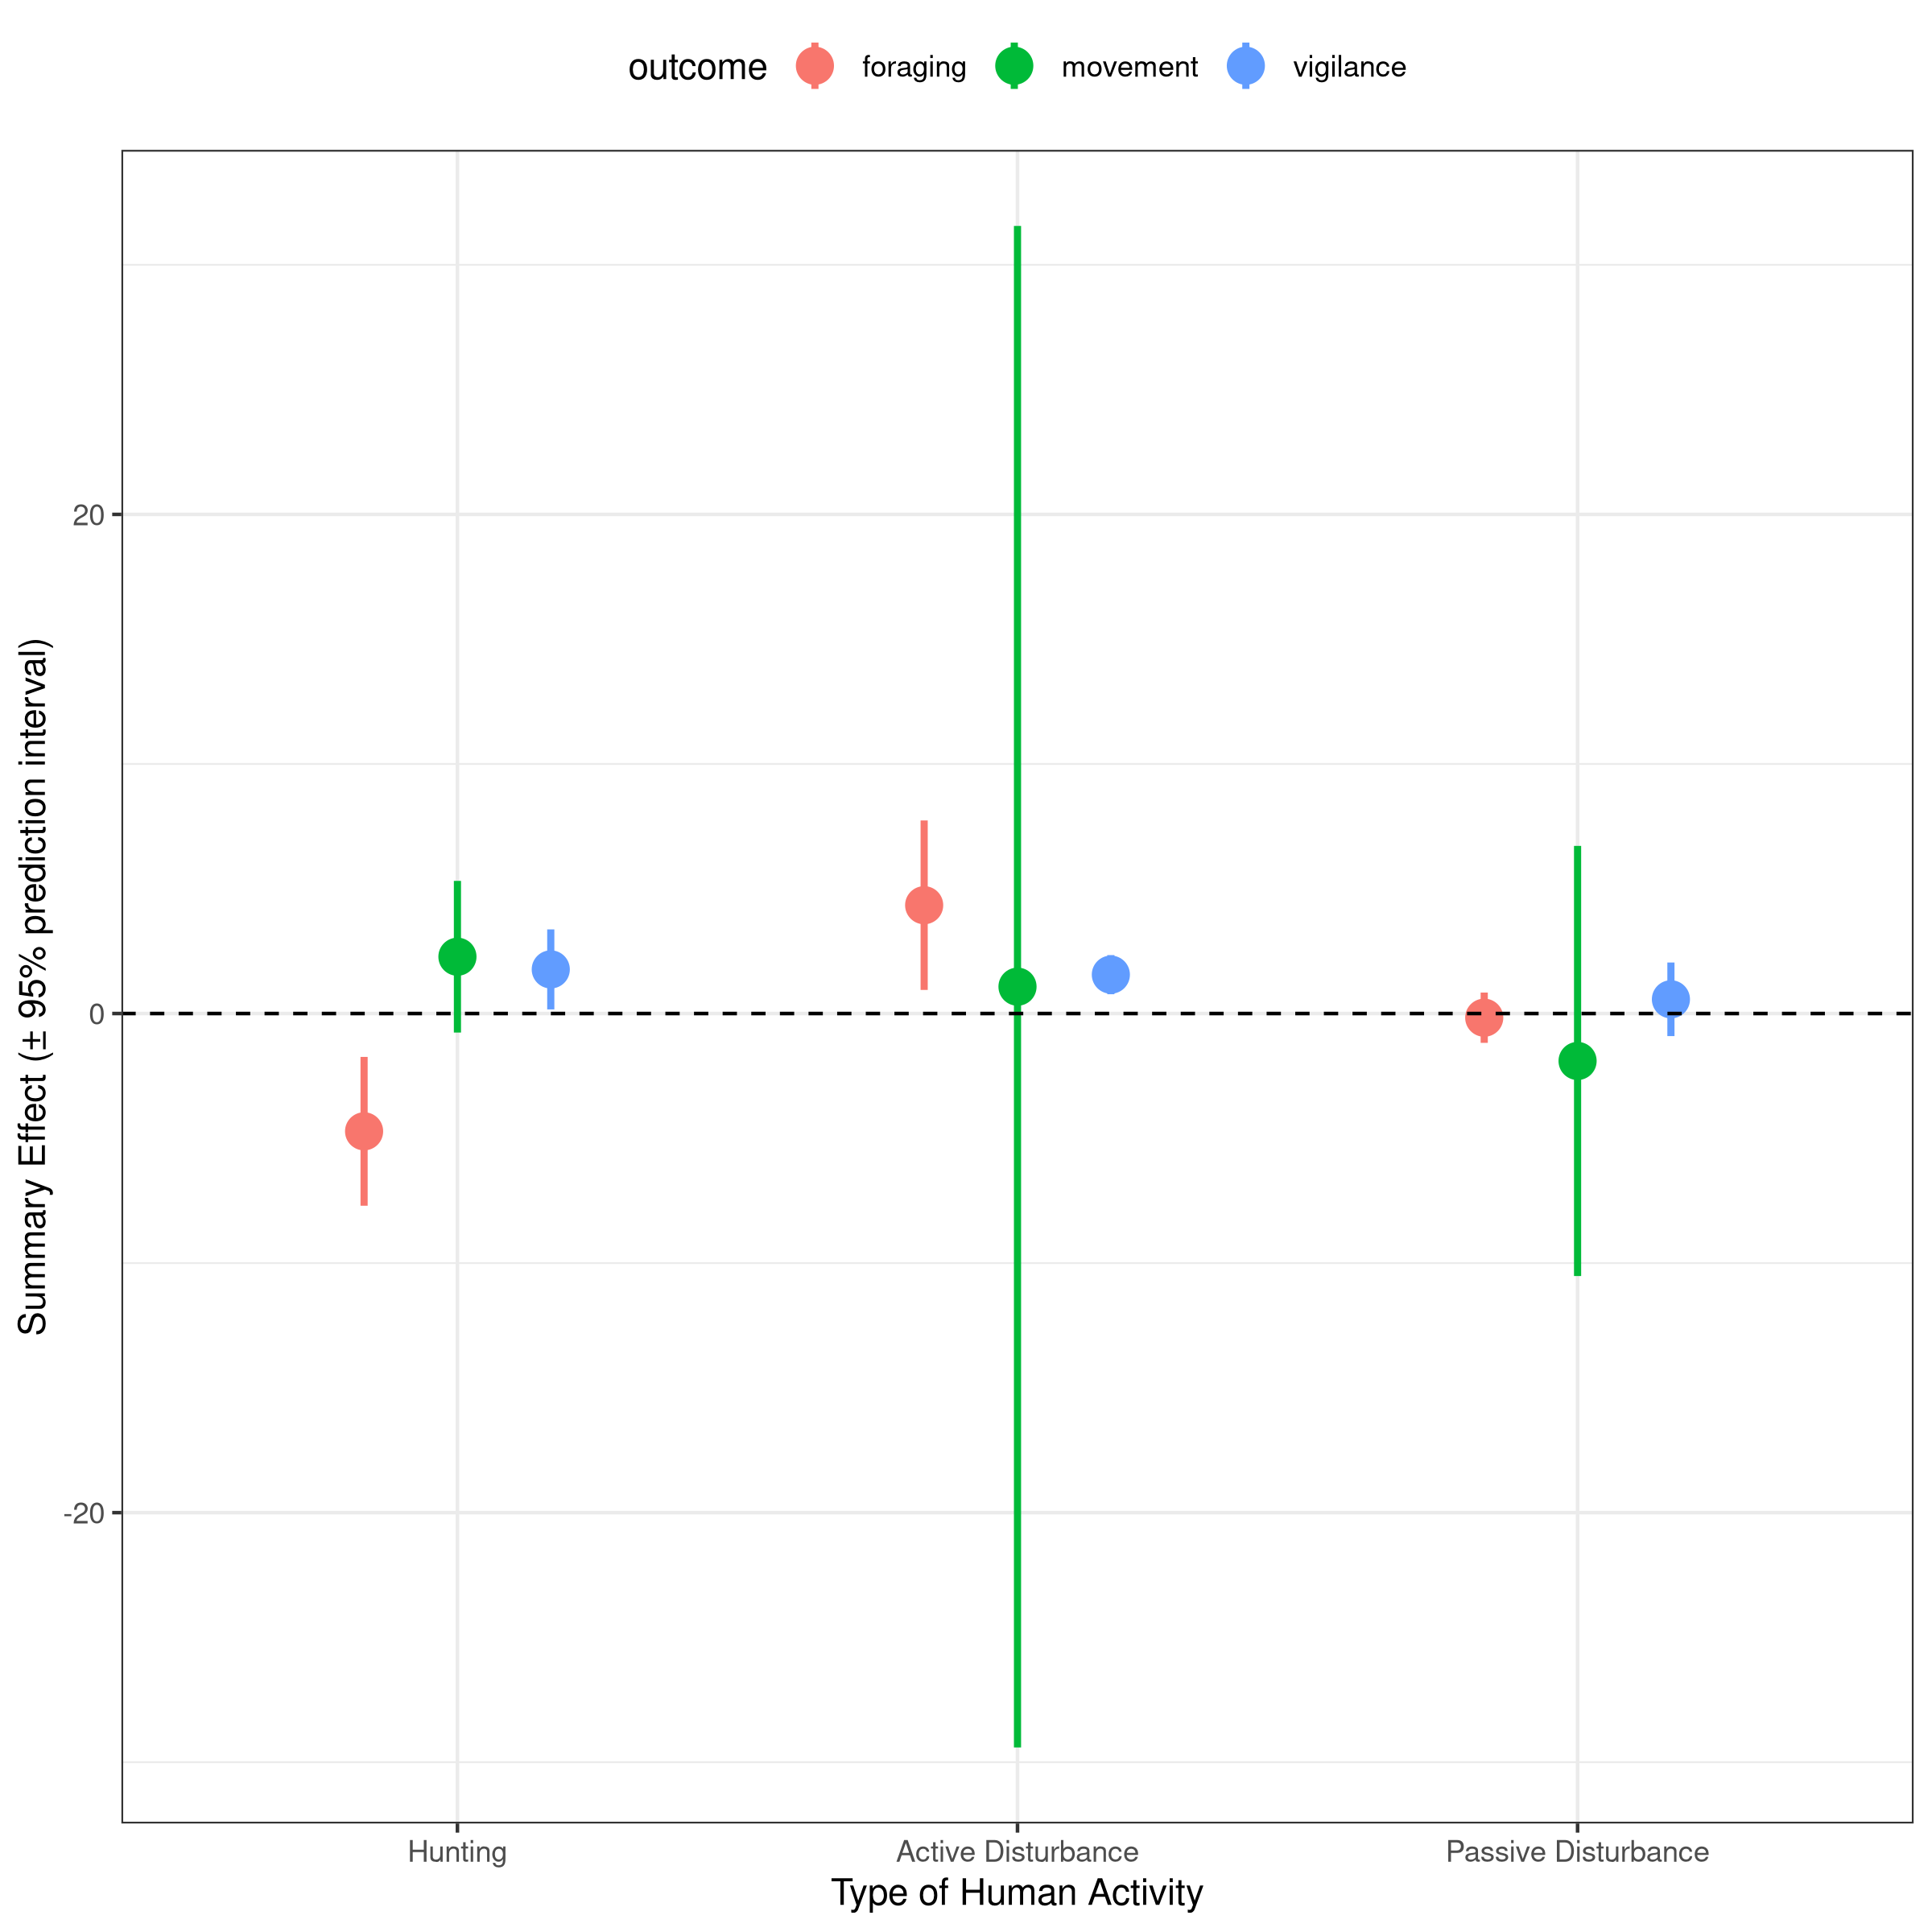 outcome foraging movement vigilance
Summary Effect (± 95% prediction interval)
20
0
-20
Hunting Active Disturbance Passive Disturbance
Type of Human Activity